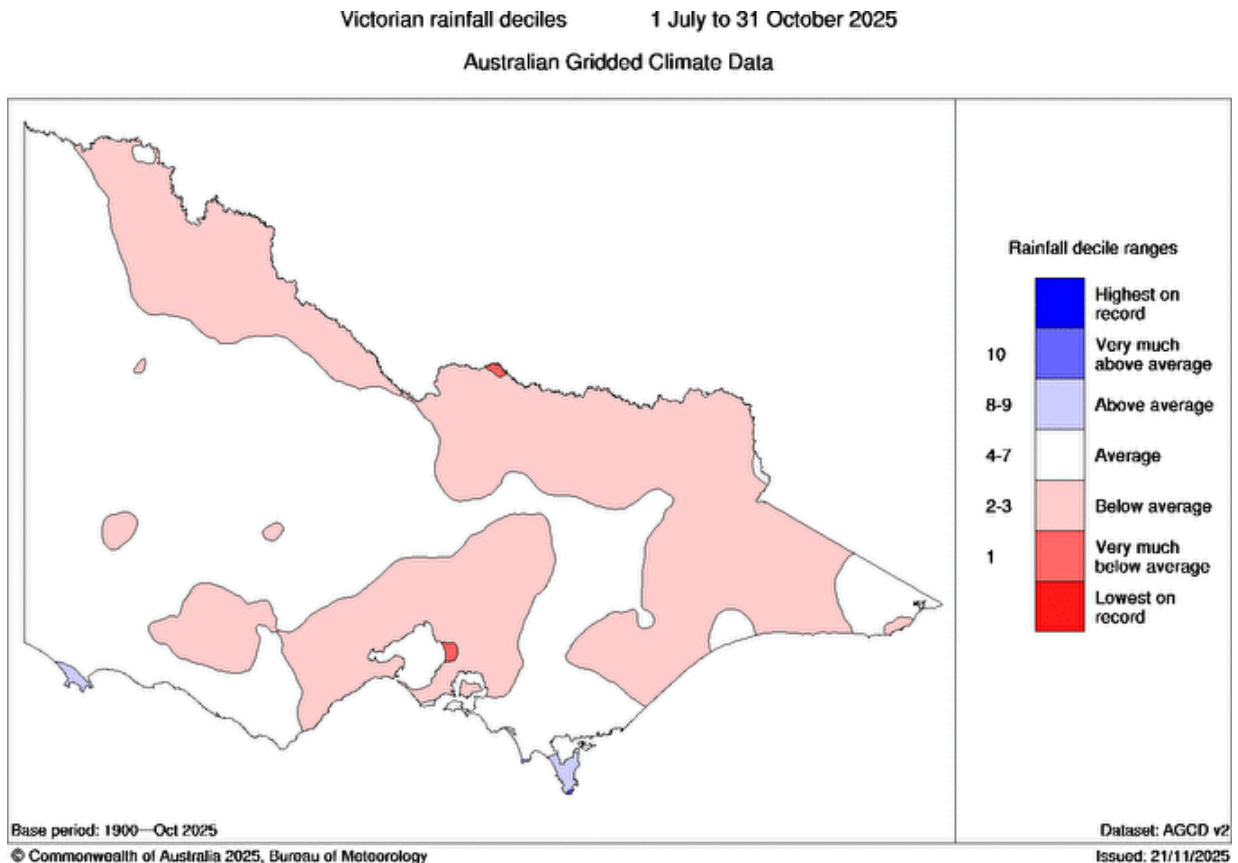 Victorian rainfall deciles 1 July to 31 October 2025
Australian Gridded Climate Data
Rainfall decile ranges
Highest on
record
10 Very much
above average
8-9 Above average
4-7 Average
2-3 Below average
1 Very much
below average
Lowest on
record
Base period: 1900—Oct 2025
Dataset: AGCD v2
© Commonwealth of Australia 2025, Bureau of Meteorology
Issued: 21/11/2025